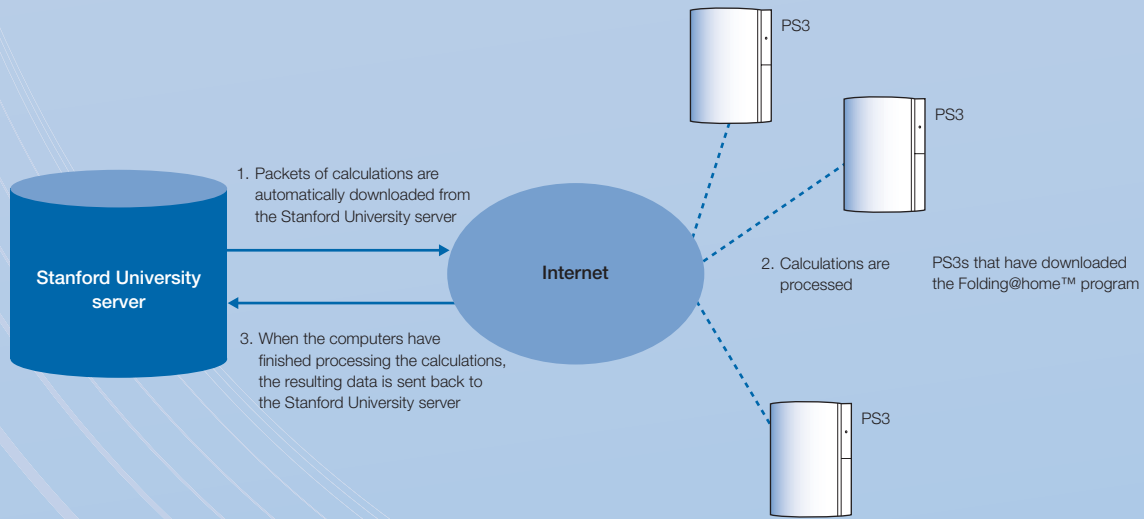 PS3
PS3
1. Packets of calculations are
automatically downloaded from
the Stanford University server
Stanford University
server
Internet
2. Calculations are
processed
PS3s that have downloaded
the Folding@home™ program
3. When the computers have
finished processing the calculations,
the resulting data is sent back to
the Stanford University server
PS3